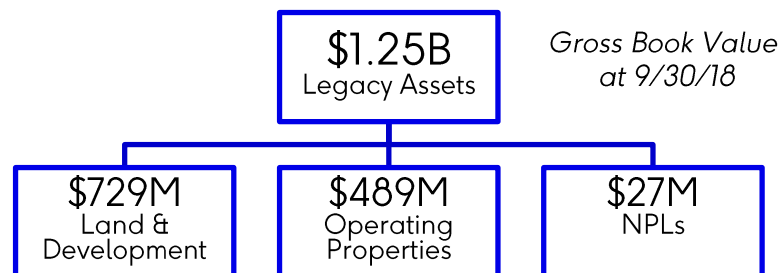 $1.25B
Legacy Assets
Gross Book Value
at 9/30/18
$729M
Land &
Development
$489M
Operating
Properties
$27M
NPLs